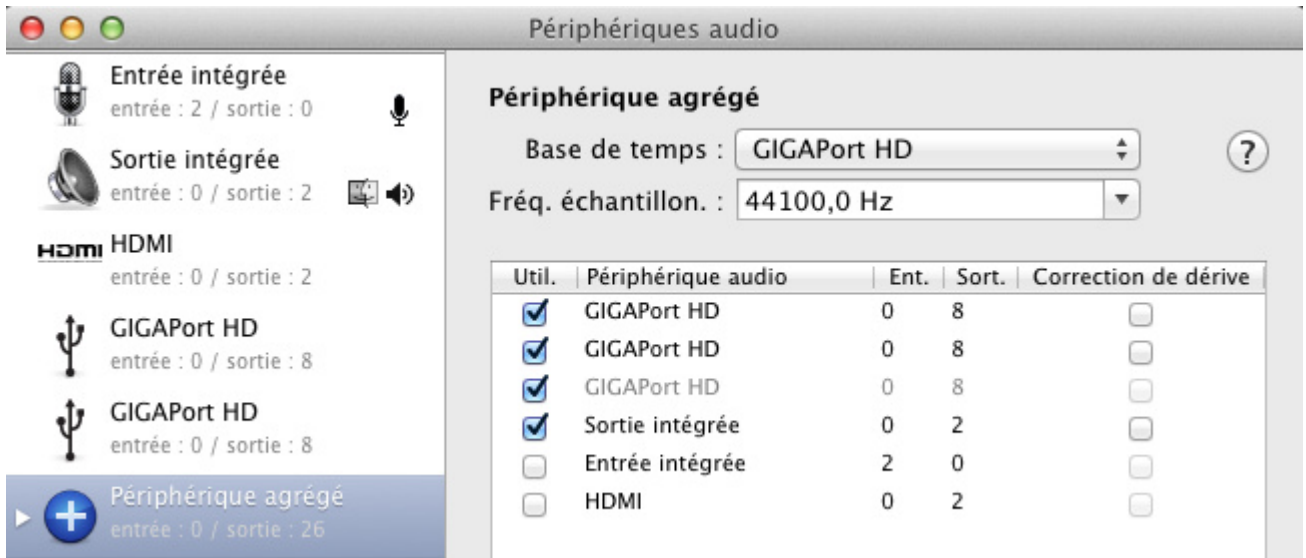 Périphériques audio
Entrée intégrée
entrée : 2 / sortie : 0
Sortie intégrée
entrée : 0 / sortie : 2
HDMI HDMI
entrée : 0 / sortie : 2
GIGAPort HD
entrée : 0 / sortie : 8
GIGAPort HD
entrée : 0 / sortie : 8
Périphérique agrégé
entrée : 0 / sortie : 26
Périphérique agrégé
Base de temps : GIGAPort HD ?
Fréq. échantillon. : 44100,0 Hz
Util. Périphérique audio Ent. Sort. Correction de dérive
GIGAPort HD 0 8
GIGAPort HD 0 8
GIGAPort HD 0 8
Sortie intégrée 0 2
Entrée intégrée 2 0
HDMI 0 2